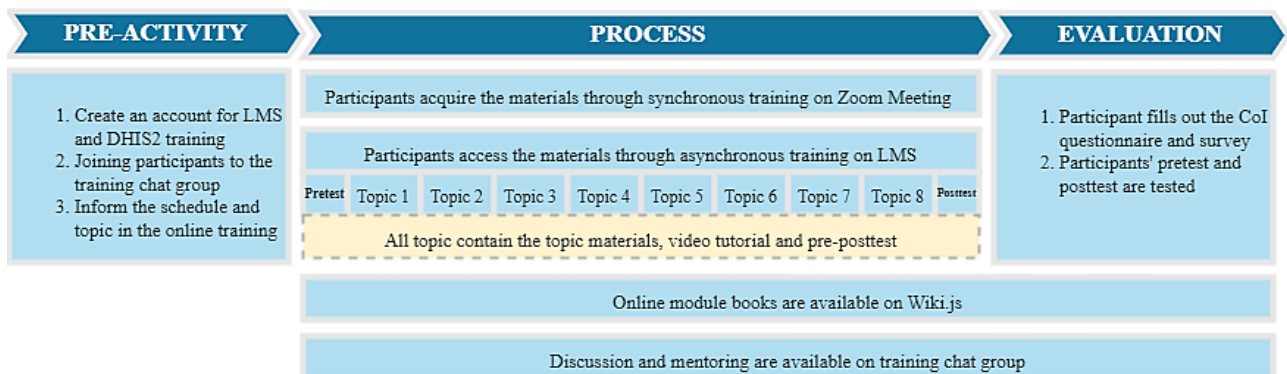 PRE-ACTIVITY
PROCESS
EVALUATION
1. Create an account for LMS
and DHIS2 training
2. Joining participants to the
training chat group
3. Inform the schedule and
topic in the online training
Participants acquire the materials through synchronous training on Zoom Meeting
Participants access the materials through asynchronous training on LMS
Pretest Topic 1 Topic 2 Topic 3 Topic 4 Topic 5 Topic 6 Topic 7 Topic 8 Posttest
All topic contain the topic materials, video tutorial and pre-posttest
1. Participant fills out the CoI
questionnaire and survey
2. Participants' pretest and
posttest are tested
Online module books are available on Wiki.js
Discussion and mentoring are available on training chat group